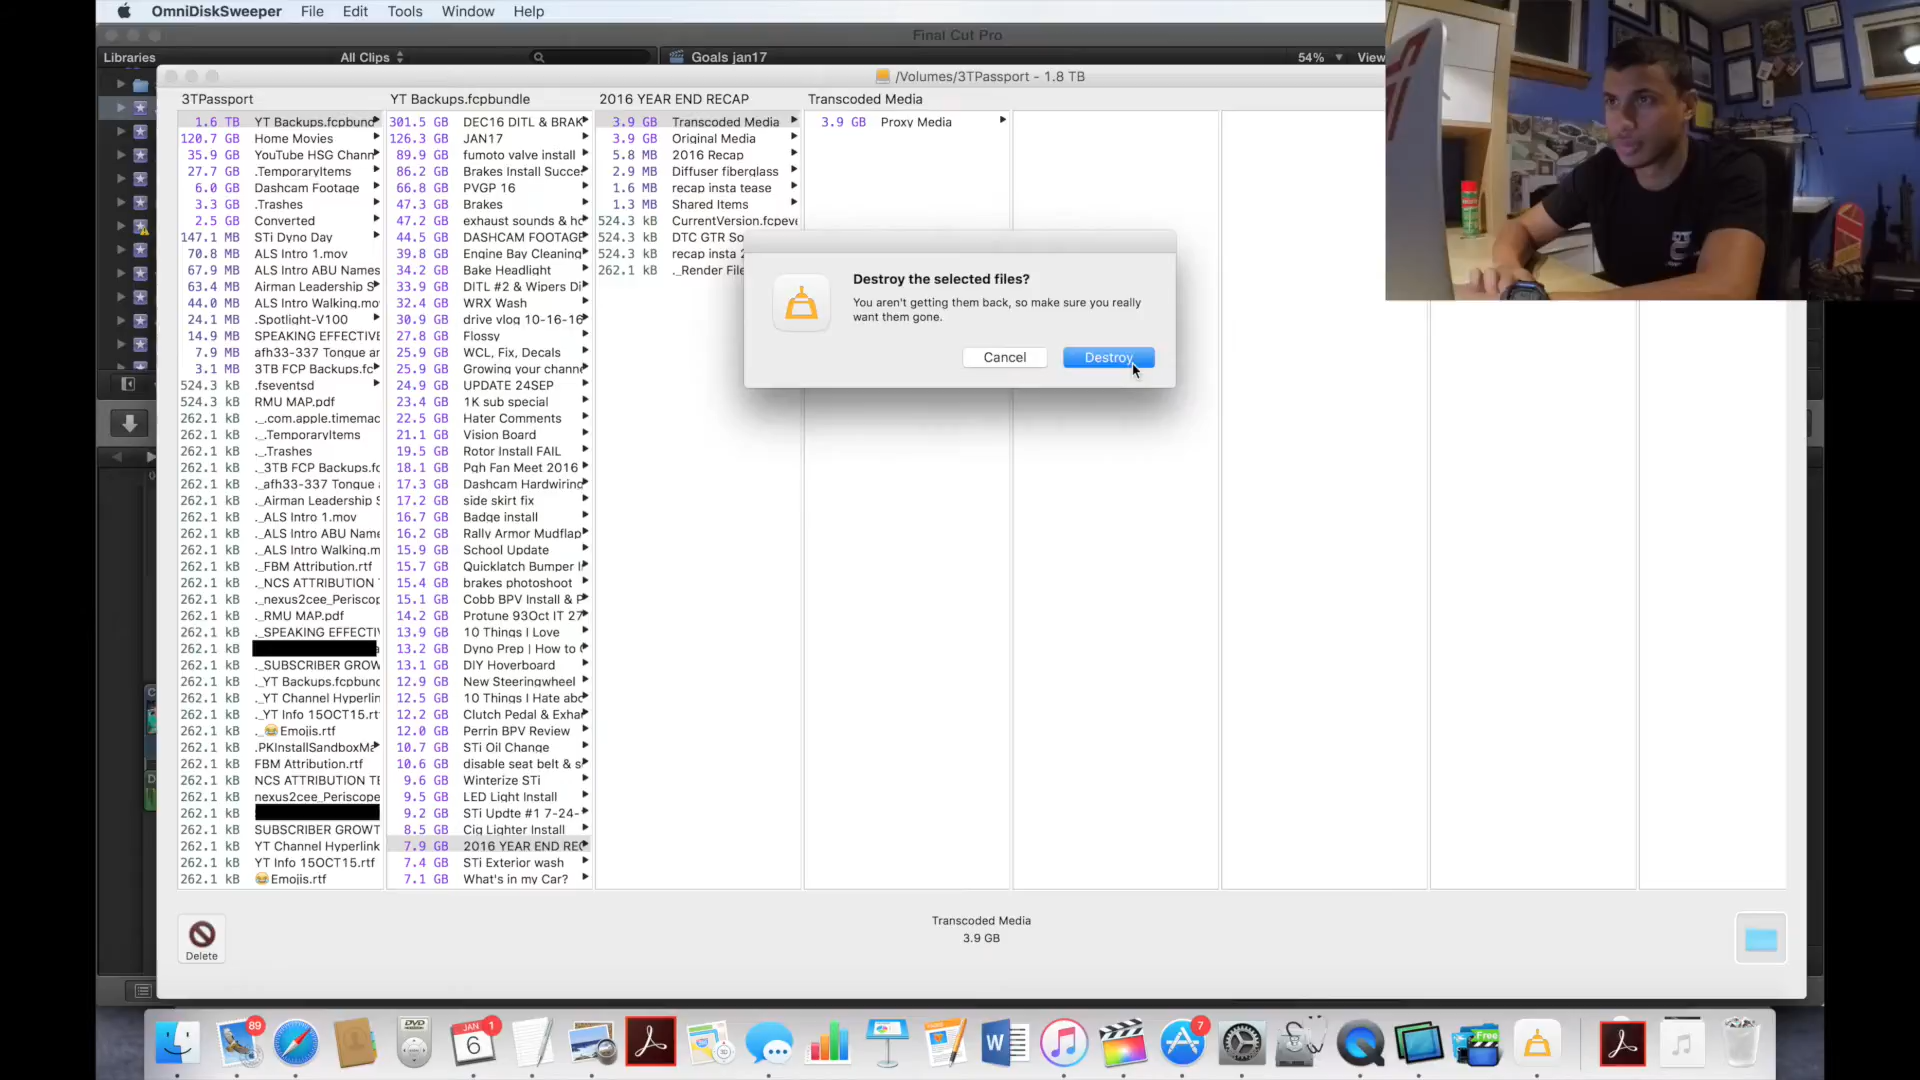 OmniDiskSweeper File Edit Tools Window Help
Final Cut Pro
Libraries All Clips Goals jan17 54% View
/Volumes/3TPassport - 1.8 TB
3TPassport
1.6 TB YT Backups.fcpbund
120.7 GB Home Movies
35.9 GB YouTube HSG Chann
27.7 GB .TemporaryItems
6.0 GB Dashcam Footage
3.3 GB .Trashes
2.5 GB Converted
147.1 MB STi Dyno Day
70.8 MB ALS Intro 1.mov
67.9 MB ALS Intro ABU Names
63.4 MB Airman Leadership S
44.0 MB ALS Intro Walking.mo
24.1 MB .Spotlight-V100
14.9 MB SPEAKING EFFECTIVE
7.9 MB afh33-337 Tongue ar
3.1 MB 3TB FCP Backups.fc
524.3 kB .fseventsd
524.3 kB RMU MAP.pdf
262.1 kB ._.com.apple.timemac
262.1 kB ._.TemporaryItems
262.1 kB ._.Trashes
262.1 kB ._3TB FCP Backups.fc
262.1 kB ._afh33-337 Tongue a
262.1 kB ._Airman Leadership S
262.1 kB ._ALS Intro 1.mov
262.1 kB ._ALS Intro ABU Name
262.1 kB ._ALS Intro Walking.m
262.1 kB ._FBM Attribution.rtf
262.1 kB ._NCS ATTRIBUTION
262.1 kB ._nexus2cee_Periscop
262.1 kB ._RMU MAP.pdf
262.1 kB ._SPEAKING EFFECTIV
262.1 kB
262.1 kB ._SUBSCRIBER GROW
262.1 kB ._YT Backups.fcpbund
262.1 kB ._YT Channel Hyperlin
262.1 kB ._YT Info 15OCT15.rt
262.1 kB ._😂Emojis.rtf
262.1 kB .PKInstallSandboxMa
262.1 kB FBM Attribution.rtf
262.1 kB NCS ATTRIBUTION TE
262.1 kB nexus2cee_Periscope
262.1 kB
262.1 kB SUBSCRIBER GROWT
262.1 kB YT Channel Hyperlink
262.1 kB YT Info 15OCT15.rtf
262.1 kB 😂Emojis.rtf
YT Backups.fcpbundle
301.5 GB DEC16 DITL & BRAK
126.3 GB JAN17
89.9 GB fumoto valve install
86.2 GB Brakes Install Succe
66.8 GB PVGP 16
47.3 GB Brakes
47.2 GB exhaust sounds & ho
44.5 GB DASHCAM FOOTAGE
39.8 GB Engine Bay Cleaning
34.2 GB Bake Headlight
33.9 GB DITL #2 & Wipers Di
32.4 GB WRX Wash
30.9 GB drive vlog 10-16-16
27.8 GB Flossy
25.9 GB WCL, Fix, Decals
25.9 GB Growing your channe
24.9 GB UPDATE 24SEP
23.4 GB 1K sub special
22.5 GB Hater Comments
21.1 GB Vision Board
19.5 GB Rotor Install FAIL
18.1 GB Pgh Fan Meet 2016
17.3 GB Dashcam Hardwiring
17.2 GB side skirt fix
16.7 GB Badge install
16.2 GB Rally Armor Mudflap
15.9 GB School Update
15.7 GB Quicklatch Bumper I
15.4 GB brakes photoshoot
15.1 GB Cobb BPV Install & P
14.2 GB Protune 93Oct IT 27
13.9 GB 10 Things I Love
13.2 GB Dyno Prep | How to
13.1 GB DIY Hoverboard
12.9 GB New Steeringwheel
12.5 GB 10 Things I Hate abo
12.2 GB Clutch Pedal & Exha
12.0 GB Perrin BPV Review
10.7 GB STi Oil Change
10.6 GB disable seat belt & s
9.6 GB Winterize STi
9.5 GB LED Light Install
9.2 GB STi Updte #1 7-24-
8.5 GB Cig Lighter Install
7.9 GB 2016 YEAR END REC
7.4 GB STi Exterior wash
7.1 GB What's in my Car?
2016 YEAR END RECAP
3.9 GB Transcoded Media
3.9 GB Original Media
5.8 MB 2016 Recap
2.9 MB Diffuser fiberglass
1.6 MB recap insta tease
1.3 MB Shared Items
524.3 kB CurrentVersion.fcpeve
524.3 kB DTC GTR So
524.3 kB recap insta 2
262.1 kB ._Render File
Transcoded Media
3.9 GB Proxy Media
Destroy the selected files?
You aren't getting them back, so make sure you really
want them gone.
Cancel Destroy
Delete
Transcoded Media
3.9 GB
89
DVD
JAN 1
6
30
W
7
Free